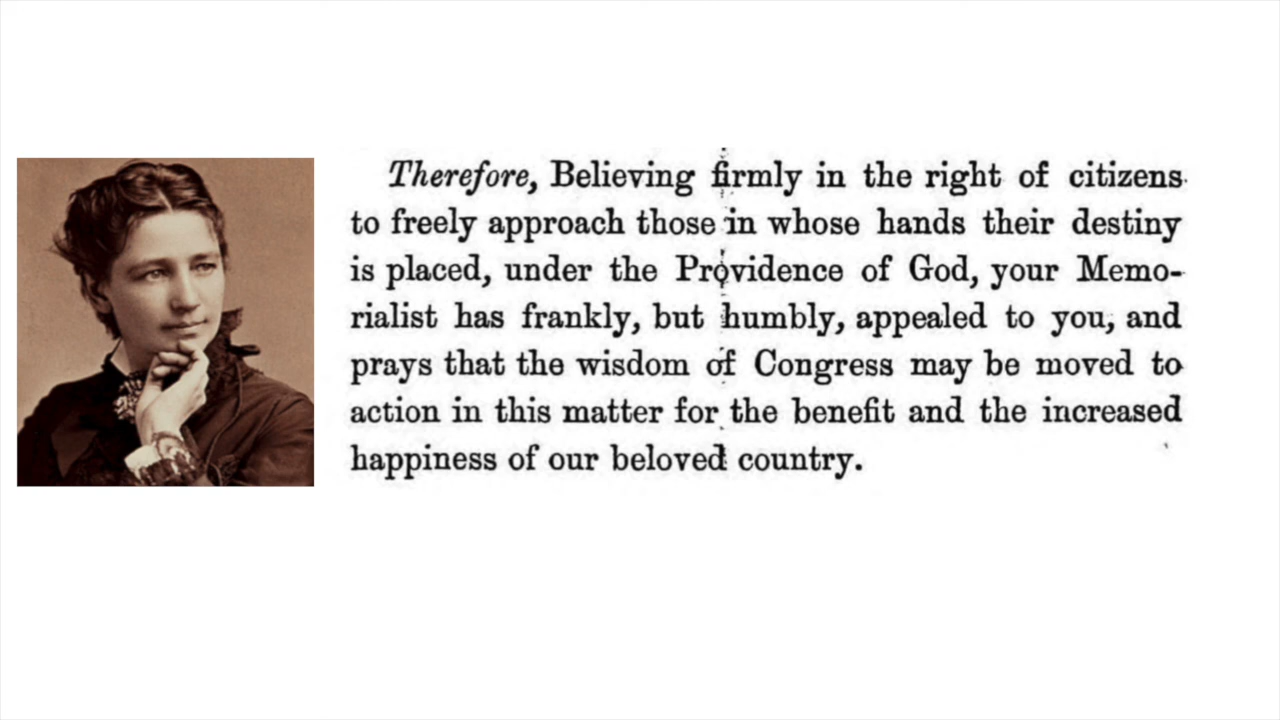 Therefore, Believing firmly in the right of citizens
to freely approach those in whose hands their destiny
is placed, under the Providence of God, your Memo-
rialist has frankly, but humbly, appealed to you, and
prays that the wisdom of Congress may be moved to
action in this matter for the benefit and the increased
happiness of our beloved country.